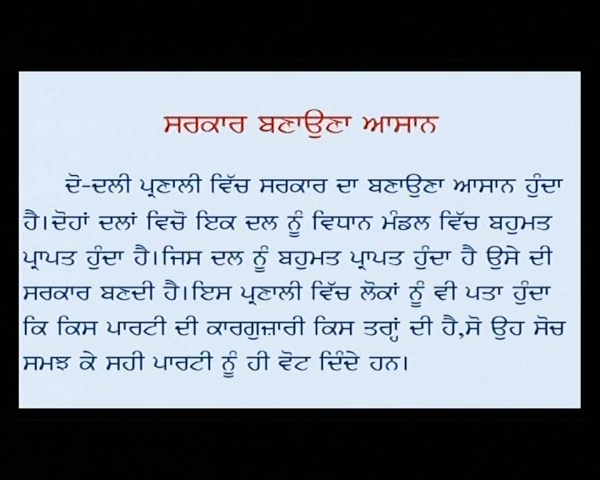 ਸਰਕਾਰ ਬਣਾਉਣਾ ਆਸਾਨ
ਦੋ-ਦਲੀ ਪ੍ਰਣਾਲੀ ਵਿੱਚ ਸਰਕਾਰ ਦਾ ਬਣਾਉਣਾ ਆਸਾਨ ਹੁੰਦਾ
ਹੈ।ਦੋਹਾਂ ਦਲਾਂ ਵਿਚੋ ਇਕ ਦਲ ਨੂੰ ਵਿਧਾਨ ਮੰਡਲ ਵਿੱਚ ਬਹੁਮਤ
ਪ੍ਰਾਪਤ ਹੁੰਦਾ ਹੈ।ਜਿਸ ਦਲ ਨੂੰ ਬਹੁਮਤ ਪ੍ਰਾਪਤ ਹੁੰਦਾ ਹੈ ਉਸੇ ਦੀ
ਸਰਕਾਰ ਬਣਦੀ ਹੈ।ਇਸ ਪ੍ਰਣਾਲੀ ਵਿੱਚ ਲੋਕਾਂ ਨੂੰ ਵੀ ਪਤਾ ਹੁੰਦਾ
ਕਿ ਕਿਸ ਪਾਰਟੀ ਦੀ ਕਾਰਗੁਜ਼ਾਰੀ ਕਿਸ ਤਰ੍ਹਾਂ ਦੀ ਹੈ,ਸੋ ਉਹ ਸੋਚ
ਸਮਝ ਕੇ ਸਹੀ ਪਾਰਟੀ ਨੂੰ ਹੀ ਵੋਟ ਦਿੰਦੇ ਹਨ।